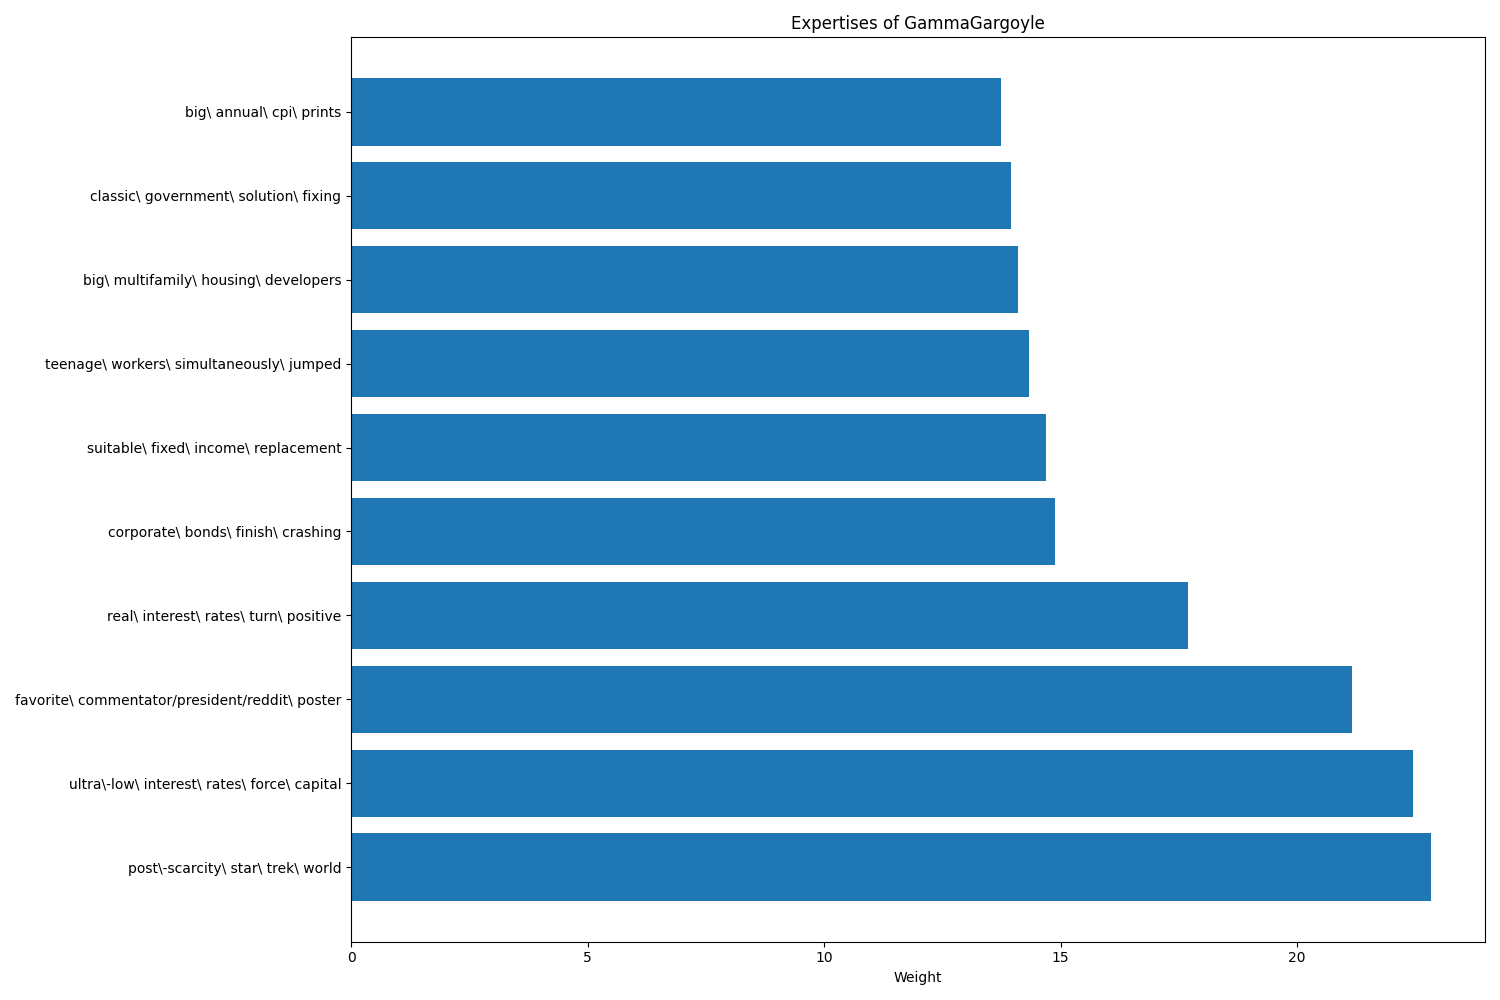 Expertises of GammaGargoyle
big\ annual\ cpi\ prints
classic\ government\ solution\ fixing
big\ multifamily\ housing\ developers
teenage\ workers\ simultaneously\ jumped
suitable\ fixed\ income\ replacement
corporate\ bonds\ finish\ crashing
real\ interest\ rates\ turn\ positive
favorite\ commentator/president/reddit\ poster
ultra\-low\ interest\ rates\ force\ capital
post\-scarcity\ star\ trek\ world
0 5 10 15 20
Weight